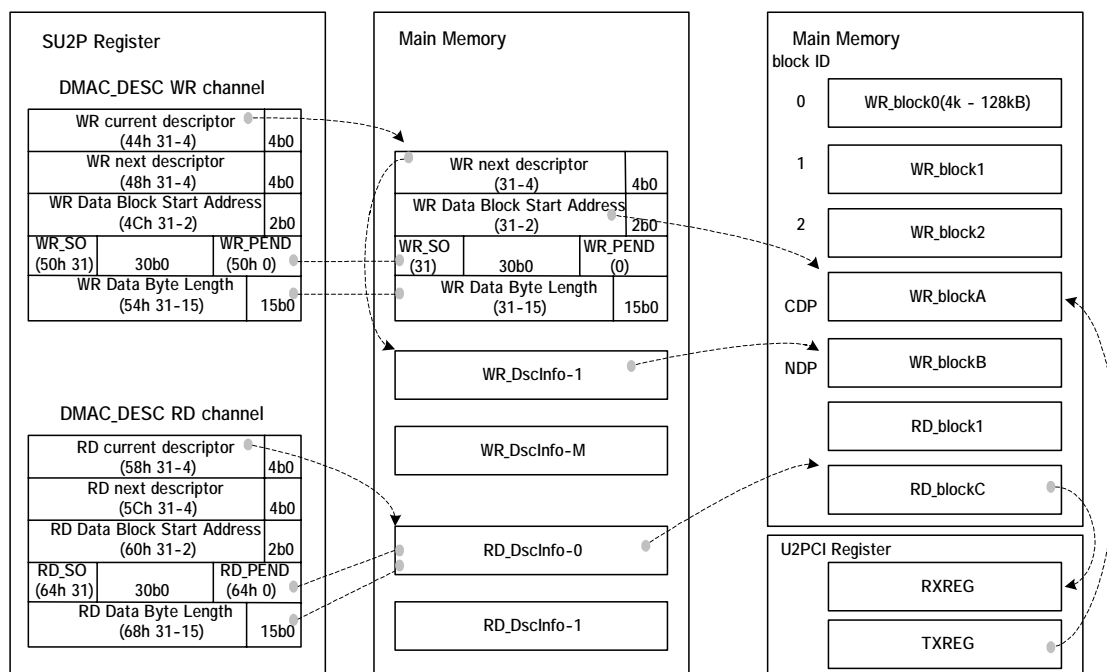 SU2P Register
DMAC_DESC WR channel
WR current descriptor
(44h 31-4)
4b0
WR next descriptor
(48h 31-4)
4b0
WR Data Block Start Address
(4Ch 31-2)
2b0
WR_SO
(50h 31)
30b0
WR_PEND
(50h 0)
WR Data Byte Length
(54h 31-15)
15b0
DMAC_DESC RD channel
RD current descriptor
(58h 31-4)
4b0
RD next descriptor
(5Ch 31-4)
4b0
RD Data Block Start Address
(60h 31-2)
2b0
RD_SO
(64h 31)
30b0
RD_PEND
(64h 0)
RD Data Byte Length
(68h 31-15)
15b0
Main Memory
WR next descriptor
(31-4)
4b0
WR Data Block Start Address
(31-2)
2b0
WR_SO
(31)
30b0
WR_PEND
(0)
WR Data Byte Length
(31-15)
15b0
WR_DscInfo-1
WR_DscInfo-M
RD_DscInfo-0
RD_DscInfo-1
Main Memory
block ID
0
WR_block0(4k - 128kB)
1
WR_block1
2
WR_block2
CDP
WR_blockA
NDP
WR_blockB
RD_block1
RD_blockC
U2PCI Register
RXREG
TXREG